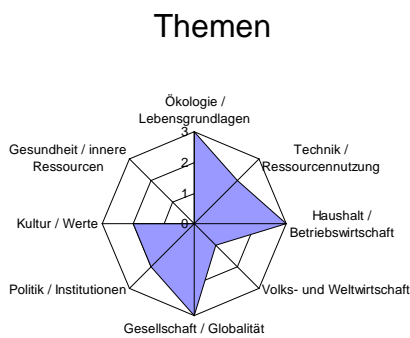 Themen
Ökologie /
Lebensgrundlagen
Technik /
Ressourcennutzung
Haushalt /
Betriebswirtschaft
Volks- und Weltwirtschaft
Gesellschaft / Globalität
Politik / Institutionen
Kultur / Werte
Gesundheit / innere
Ressourcen
3
2
1
0